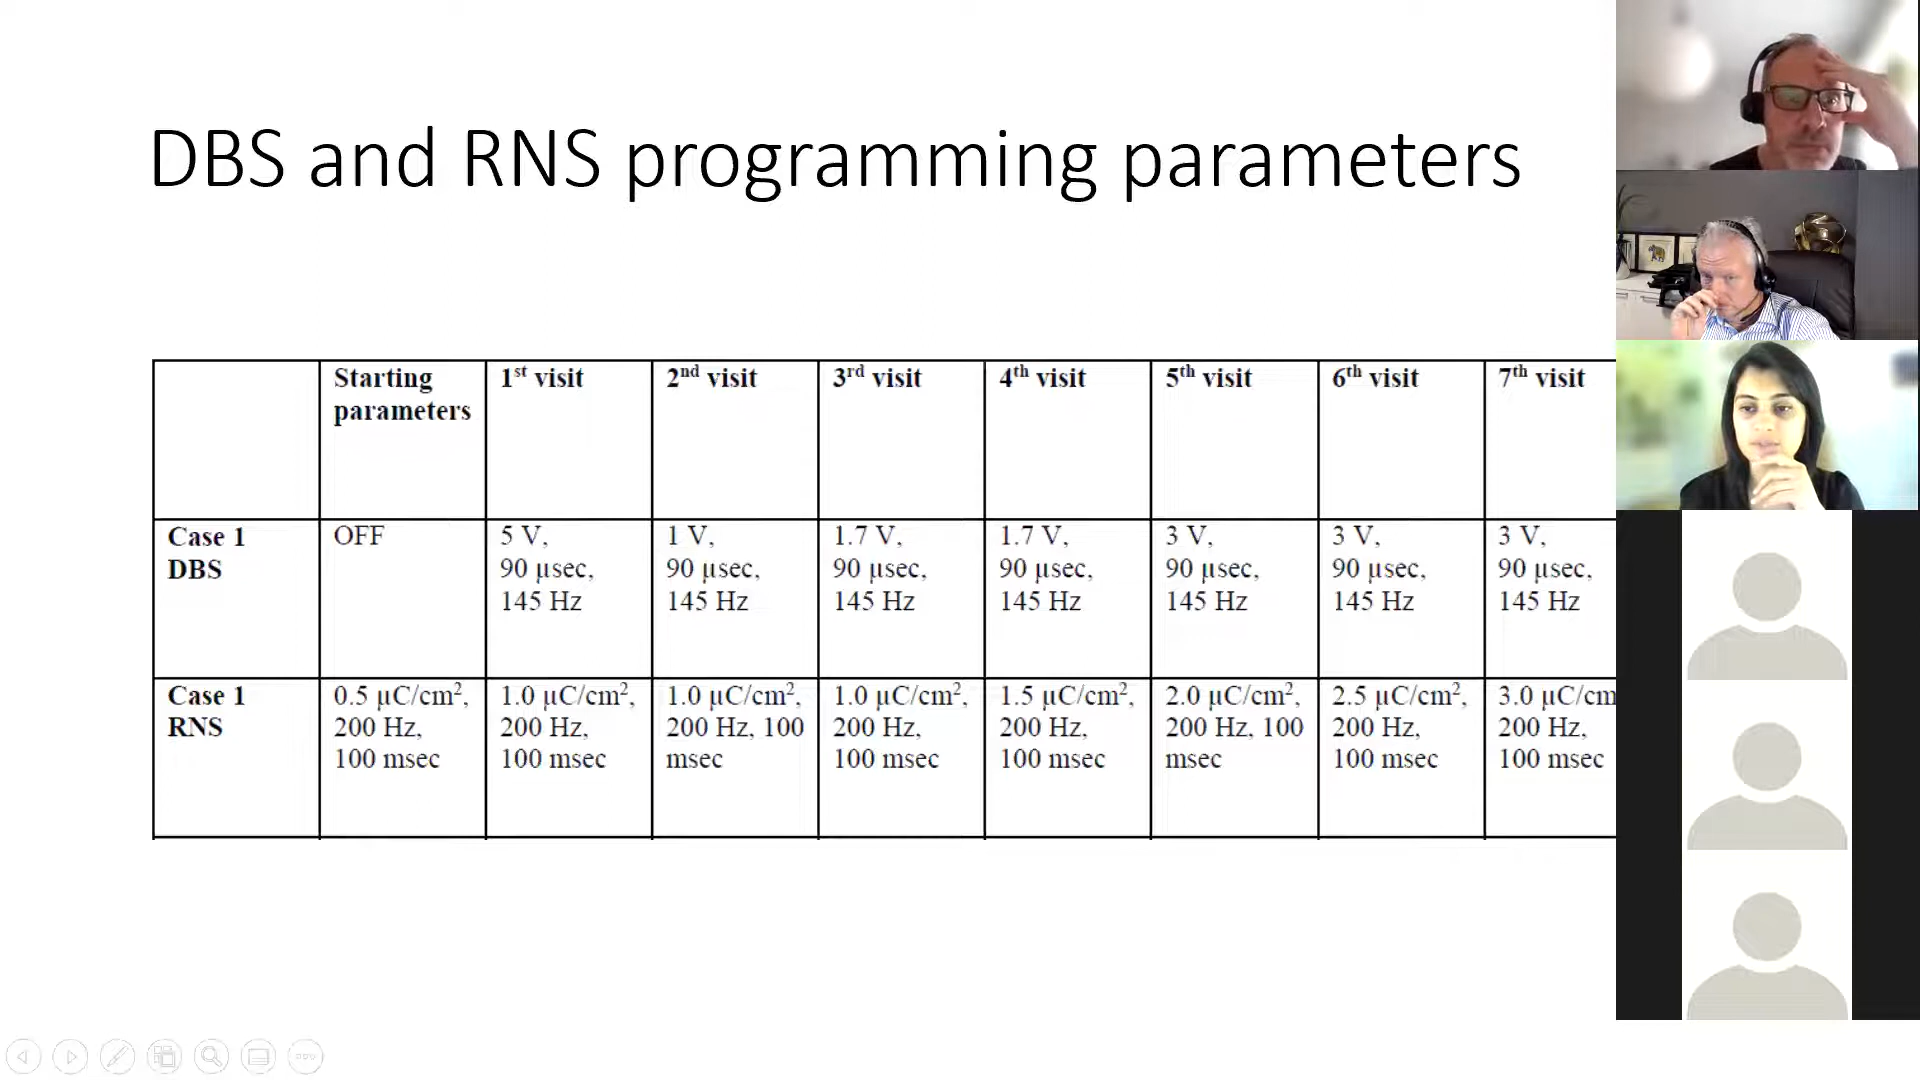 DBS and RNS programming parameters
Starting parameters 1st visit 2nd visit 3rd visit 4th visit 5th visit 6th visit 7th visit
Case 1 DBS OFF 5 V, 90 µsec, 145 Hz 1 V, 90 µsec, 145 Hz 1.7 V, 90 µsec, 145 Hz 1.7 V, 90 µsec, 145 Hz 3 V, 90 µsec, 145 Hz 3 V, 90 µsec, 145 Hz 3 V, 90 µsec, 145 Hz
Case 1 RNS 0.5 µC/cm², 200 Hz, 100 msec 1.0 µC/cm², 200 Hz, 100 msec 1.0 µC/cm², 200 Hz, 100 msec 1.0 µC/cm², 200 Hz, 100 msec 1.5 µC/cm², 200 Hz, 100 msec 2.0 µC/cm², 200 Hz, 100 msec 2.5 µC/cm², 200 Hz, 100 msec 3.0 µC/cm 200 Hz, 100 msec